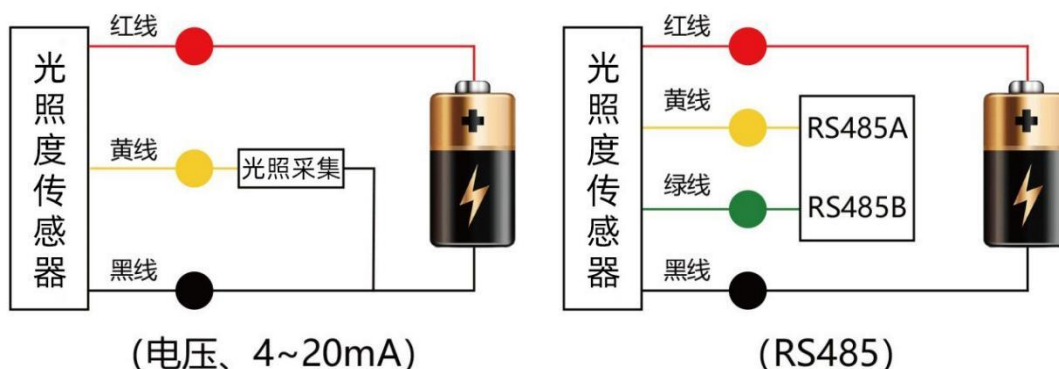 光照度传感器
红线
黄线
光照采集
黑线
(电压、4~20mA)
光照度传感器
红线
黄线
RS485A
绿线
RS485B
黑线
(RS485)